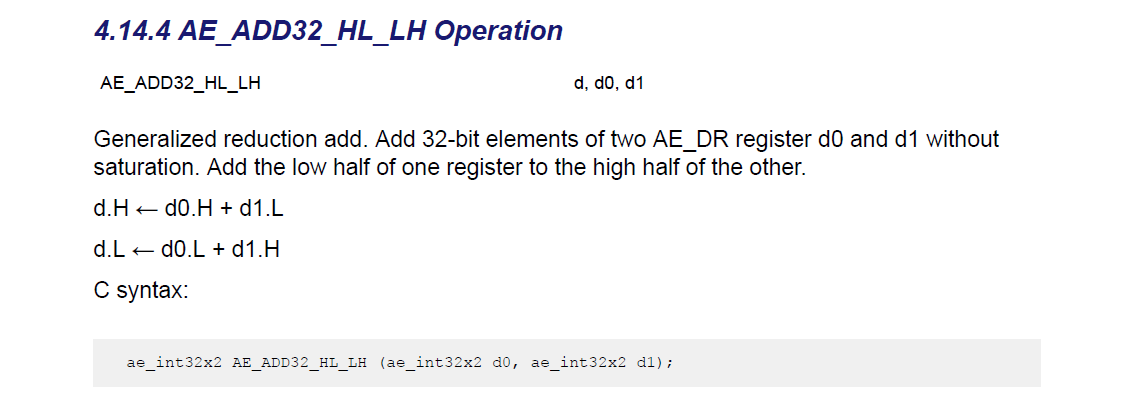 4.14.4 AE_ADD32_HL_LH Operation
AE_ADD32_HL_LH d, d0, d1
Generalized reduction add. Add 32-bit elements of two AE_DR register d0 and d1 without
saturation. Add the low half of one register to the high half of the other.
d.H ← d0.H + d1.L
d.L ← d0.L + d1.H
C syntax:
ae_int32x2 AE_ADD32_HL_LH (ae_int32x2 d0, ae_int32x2 d1);